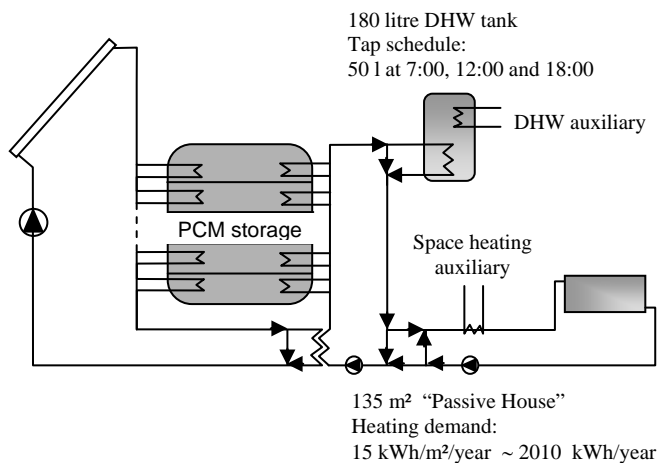 180 litre DHW tank
Tap schedule:
50 l at 7:00, 12:00 and 18:00
DHW auxiliary
PCM storage
Space heating
auxiliary
135 m² “Passive House”
Heating demand:
15 kWh/m²/year ~ 2010 kWh/year